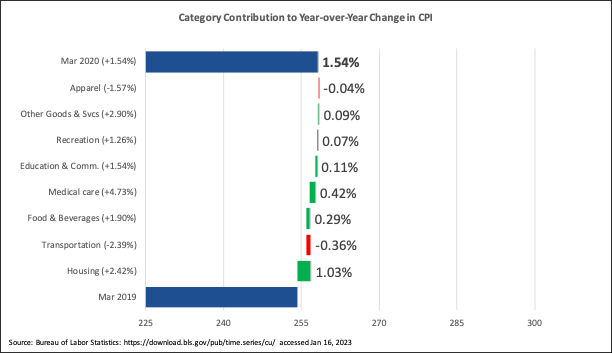 Category Contribution to Year-over-Year Change in CPI
Mar 2020 (+1.54%) 1.54%
Apparel (-1.57%) -0.04%
Other Goods & Svcs (+2.90%) 0.09%
Recreation (+1.26%) 0.07%
Education & Comm. (+1.54%) 0.11%
Medical care (+4.73%) 0.42%
Food & Beverages (+1.90%) 0.29%
Transportation (-2.39%) -0.36%
Housing (+2.42%) 1.03%
Mar 2019
225 240 255 270 285 300
Source: Bureau of Labor Statistics: https://download.bls.gov/pub/time.series/cu/ accessed Jan 16, 2023